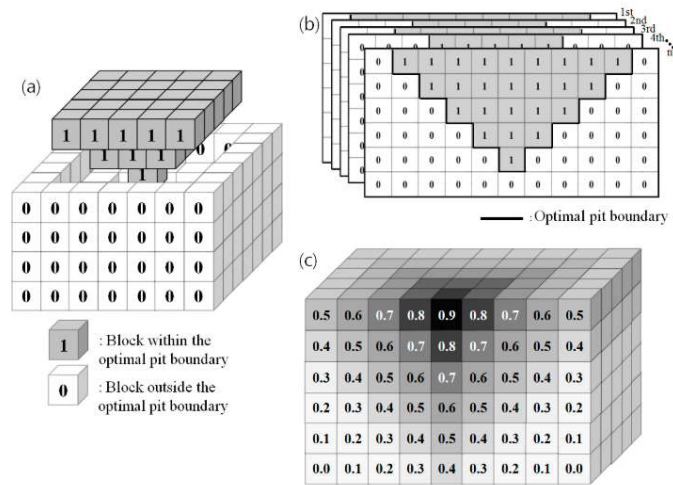 (a)
1 1 1 1 1
1 1 1 0
1
0 0 0 0 0 0 0
0 0 0 0 0 0 0
0 0 0 0 0 0 0
0 0 0 0 0 0 0
1 : Block within the
optimal pit boundary
0 : Block outside the
optimal pit boundary
(b)
1st
2nd
3rd
4th
0 1 1 1 1 1 1 1 1 1 0
0 0 1 1 1 1 1 1 1 0 0
0 0 0 1 1 1 1 1 0 0 0
0 0 0 0 1 1 1 0 0 0 0
0 0 0 0 0 1 0 0 0 0 0
0 0 0 0 0 0 0 0 0 0 0
: Optimal pit boundary
(c)
0.5 0.6 0.7 0.8 0.9 0.8 0.7 0.6 0.5
0.4 0.5 0.6 0.7 0.8 0.7 0.6 0.5 0.4
0.3 0.4 0.5 0.6 0.7 0.6 0.5 0.4 0.3
0.2 0.3 0.4 0.5 0.6 0.5 0.4 0.3 0.2
0.1 0.2 0.3 0.4 0.5 0.4 0.3 0.2 0.1
0.0 0.1 0.2 0.3 0.4 0.3 0.2 0.1 0.0